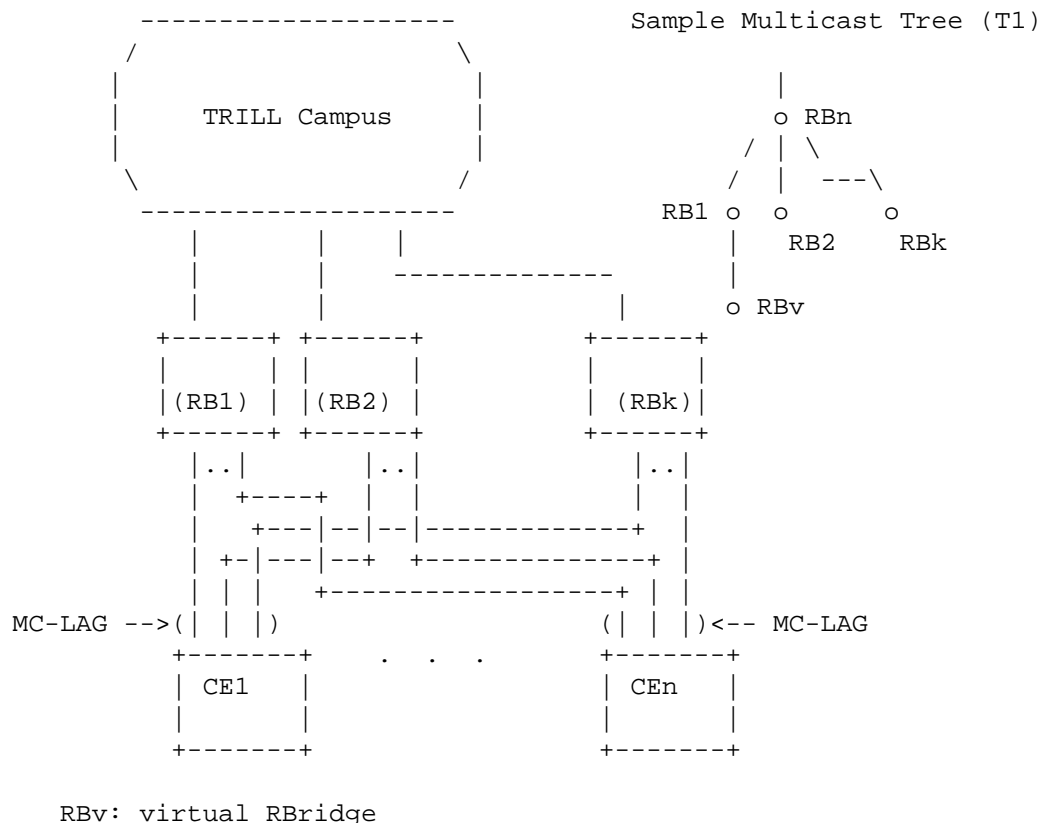 Sample Multicast Tree (T1)
TRILL Campus
o RBn
RB1 o o o
RB2 RBk
o RBv
(RB1) (RB2) (RBk)
MC-LAG -->( ) ( )<-- MC-LAG
. . .
CE1 CEn
RBv: virtual RBridge